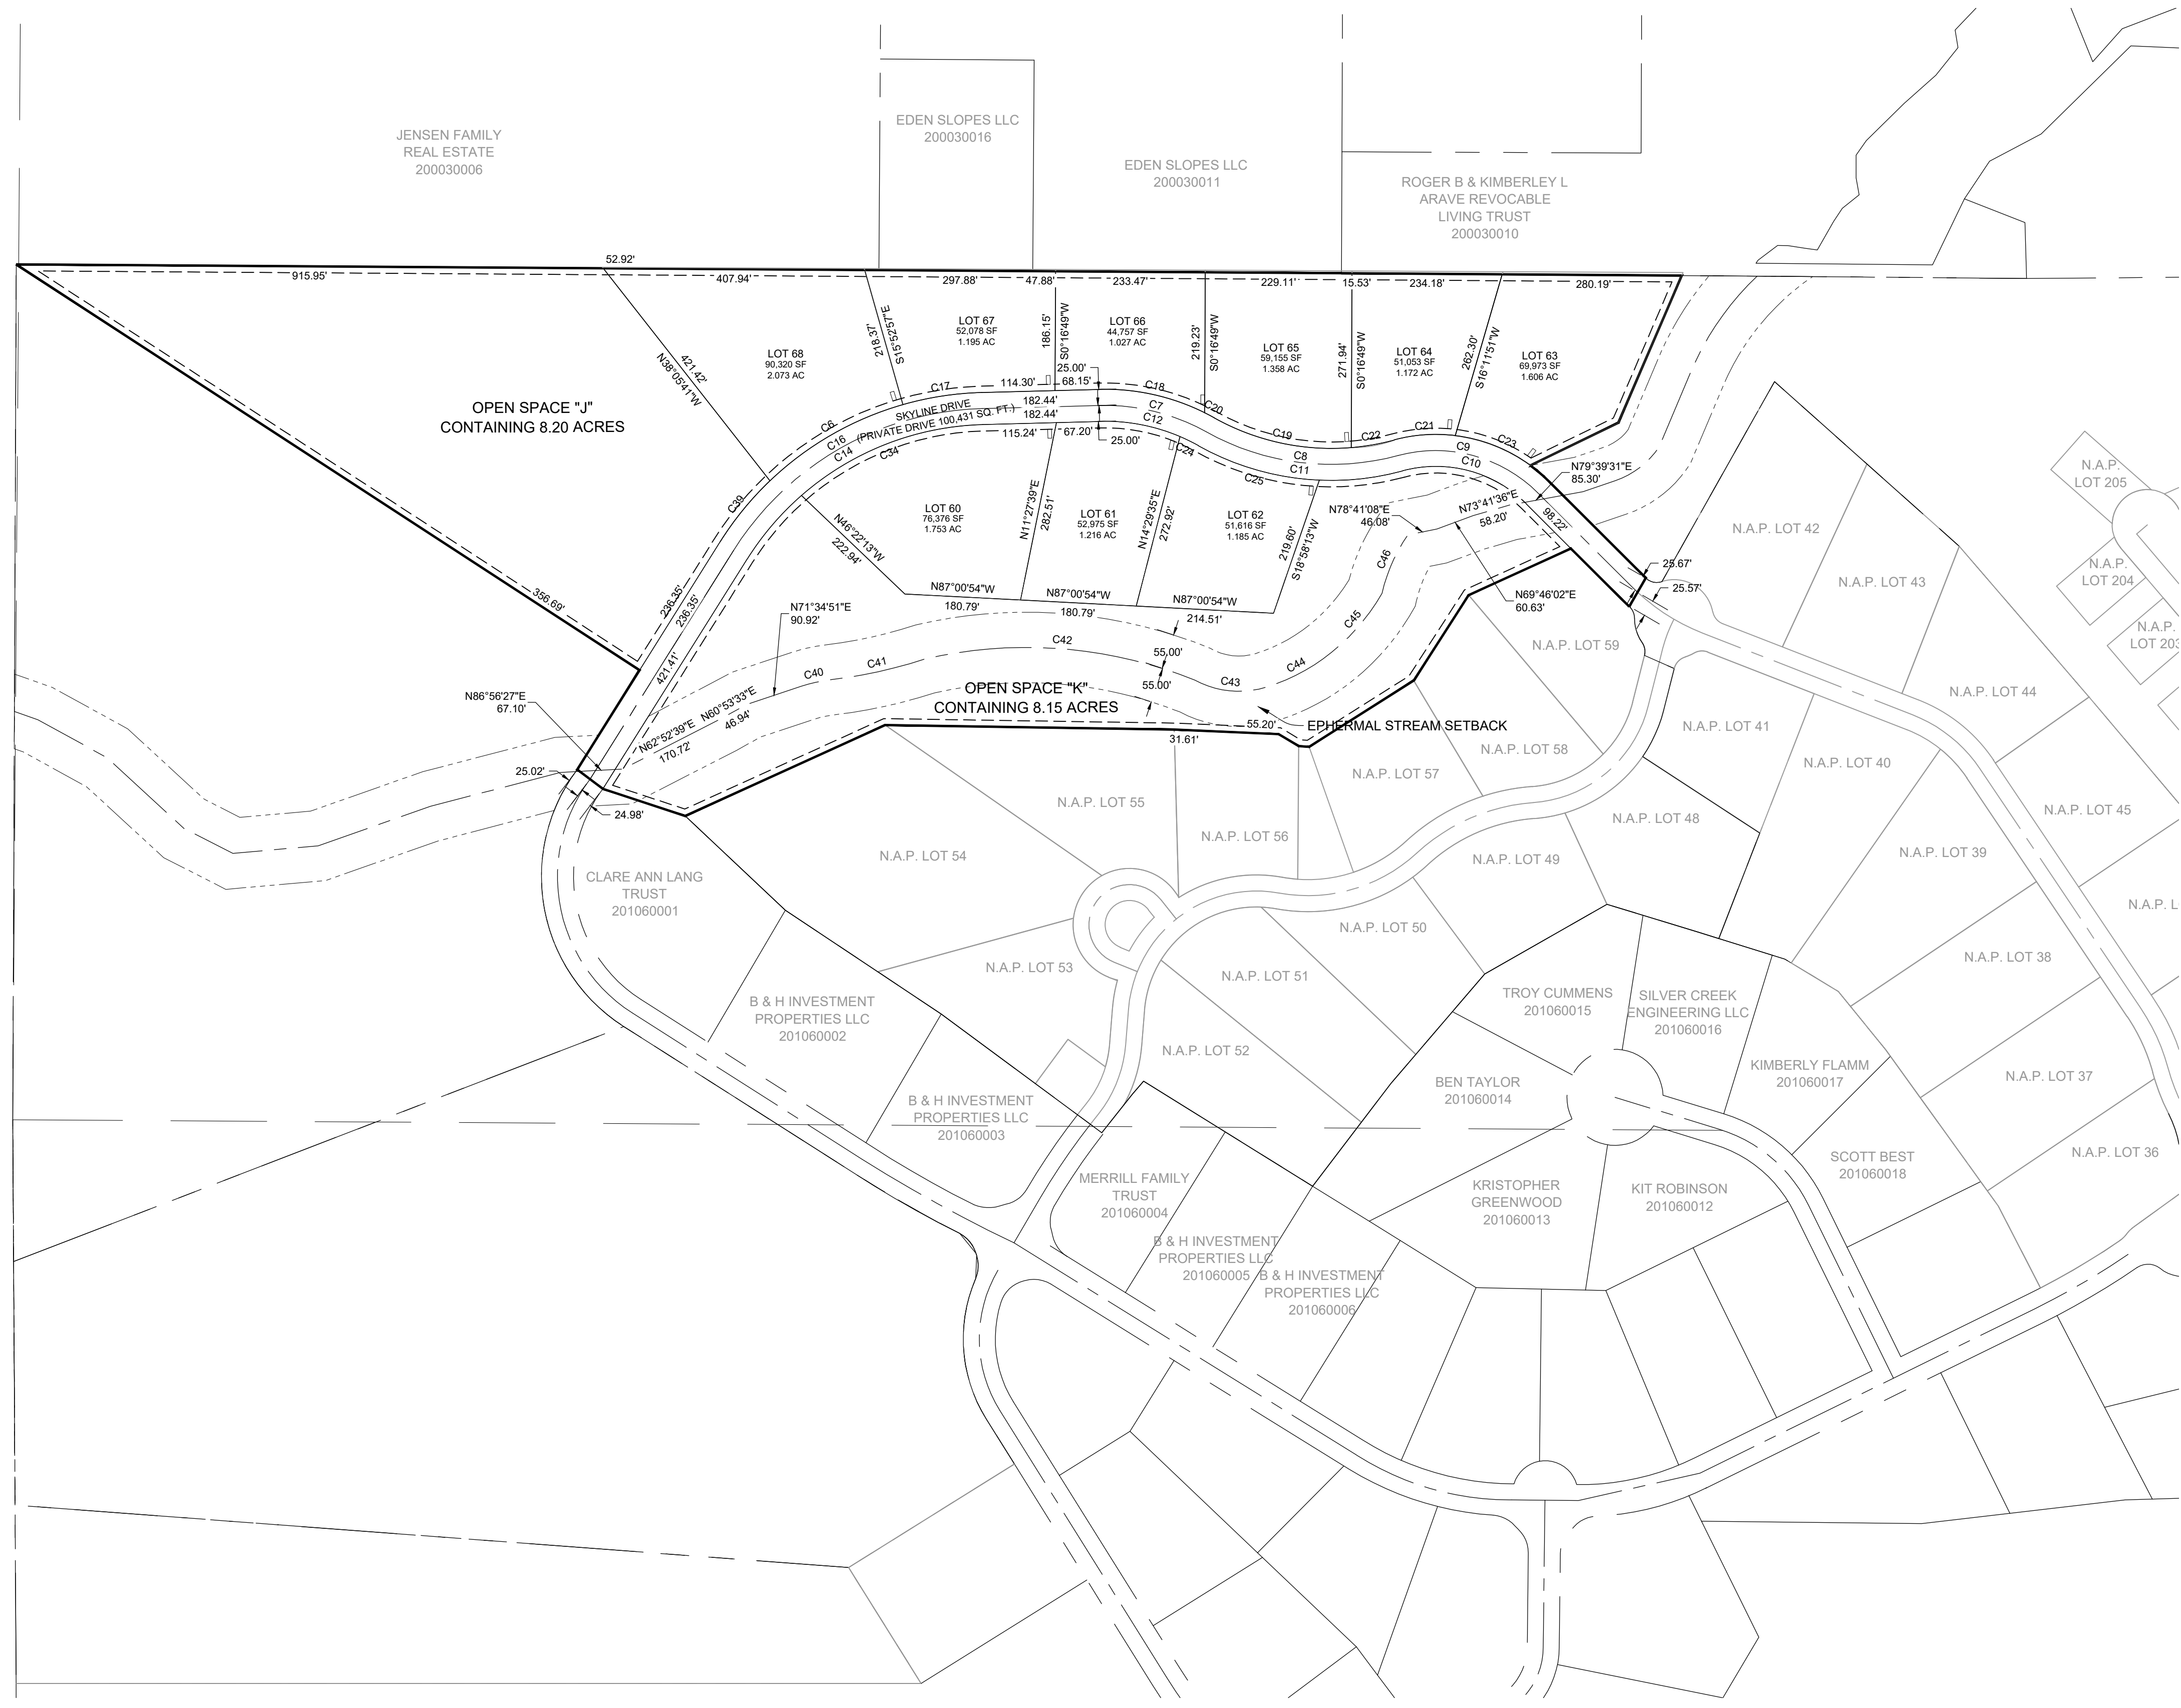 JENSEN FAMILY
REAL ESTATE
200030006
EDEN SLOPES LLC
200030016
EDEN SLOPES LLC
200030011
ROGER B & KIMBERLEY L
ARAVE REVOCABLE
LIVING TRUST
200030010
915.95'
52.92'
407.94'
297.88'
47.88'
233.47'
229.11'
15.53'
234.18'
280.19'
OPEN SPACE "J"
CONTAINING 8.20 ACRES
421.42'
N38°05'41"W
LOT 68
90,320 SF
2.073 AC
218.37'
S15°52'57"E
LOT 67
52,078 SF
1.195 AC
186.15'
S0°16'49"W
LOT 66
44,757 SF
1.027 AC
219.23'
S0°16'49"W
LOT 65
59,155 SF
1.358 AC
271.94'
S0°16'49"W
LOT 64
51,053 SF
1.172 AC
262.30'
S16°11'51"W
LOT 63
69,973 SF
1.606 AC
25.00'
C17
114.30'
68.15'
C18
C20
C6
SKYLINE DRIVE
182.44'
C7
C16
(PRIVATE DRIVE 100,431 SQ. FT.)
182.44'
C12
C14
C34
115.24'
67.20'
25.00'
C24
C19
C22
C21
C23
C8
C11
C9
C10
C25
C39
N79°39'31"E
85.30'
98.22'
N46°22'13"W
222.94'
LOT 60
76,376 SF
1.753 AC
N11°27'39"E
282.51'
LOT 61
52,975 SF
1.216 AC
N14°29'35"E
272.92'
LOT 62
51,616 SF
1.185 AC
219.60'
S18°58'13"W
N78°41'08"E
46.08'
N73°41'36"E
58.20'
C46
25.67'
25.57'
N69°46'02"E
60.63'
N87°00'54"W
180.79'
N87°00'54"W
180.79'
N87°00'54"W
214.51'
356.69'
236.35'
236.35'
421.41'
N71°34'51"E
90.92'
C40
C41
C42
C43
C44
C45
55.00'
55.00'
OPEN SPACE "K"
CONTAINING 8.15 ACRES
N86°56'27"E
67.10'
N62°52'39"E
170.72'
N60°53'33"E
46.94'
55.20'
EPHERMAL STREAM SETBACK
31.61'
25.02'
24.98'
N.A.P.
LOT 205
N.A.P.
LOT 204
N.A.P.
LOT 203
N.A.P. LOT 42
N.A.P. LOT 43
N.A.P. LOT 44
N.A.P. LOT 59
N.A.P. LOT 41
N.A.P. LOT 40
N.A.P. LOT 45
N.A.P. LOT 58
N.A.P. LOT 57
N.A.P. LOT 55
N.A.P. LOT 56
N.A.P. LOT 48
N.A.P. LOT 49
N.A.P. LOT 39
N.A.P. LOT 54
N.A.P. L
CLARE ANN LANG
TRUST
201060001
N.A.P. LOT 50
N.A.P. LOT 38
N.A.P. LOT 53
N.A.P. LOT 51
B & H INVESTMENT
PROPERTIES LLC
201060002
TROY CUMMENS
201060015
SILVER CREEK
ENGINEERING LLC
201060016
N.A.P. LOT 52
KIMBERLY FLAMM
201060017
N.A.P. LOT 37
BEN TAYLOR
201060014
B & H INVESTMENT
PROPERTIES LLC
201060003
N.A.P. LOT 36
SCOTT BEST
201060018
MERRILL FAMILY
TRUST
201060004
KRISTOPHER
GREENWOOD
201060013
KIT ROBINSON
201060012
B & H INVESTMENT
PROPERTIES LLC
201060005
B & H INVESTMENT
PROPERTIES LLC
201060006